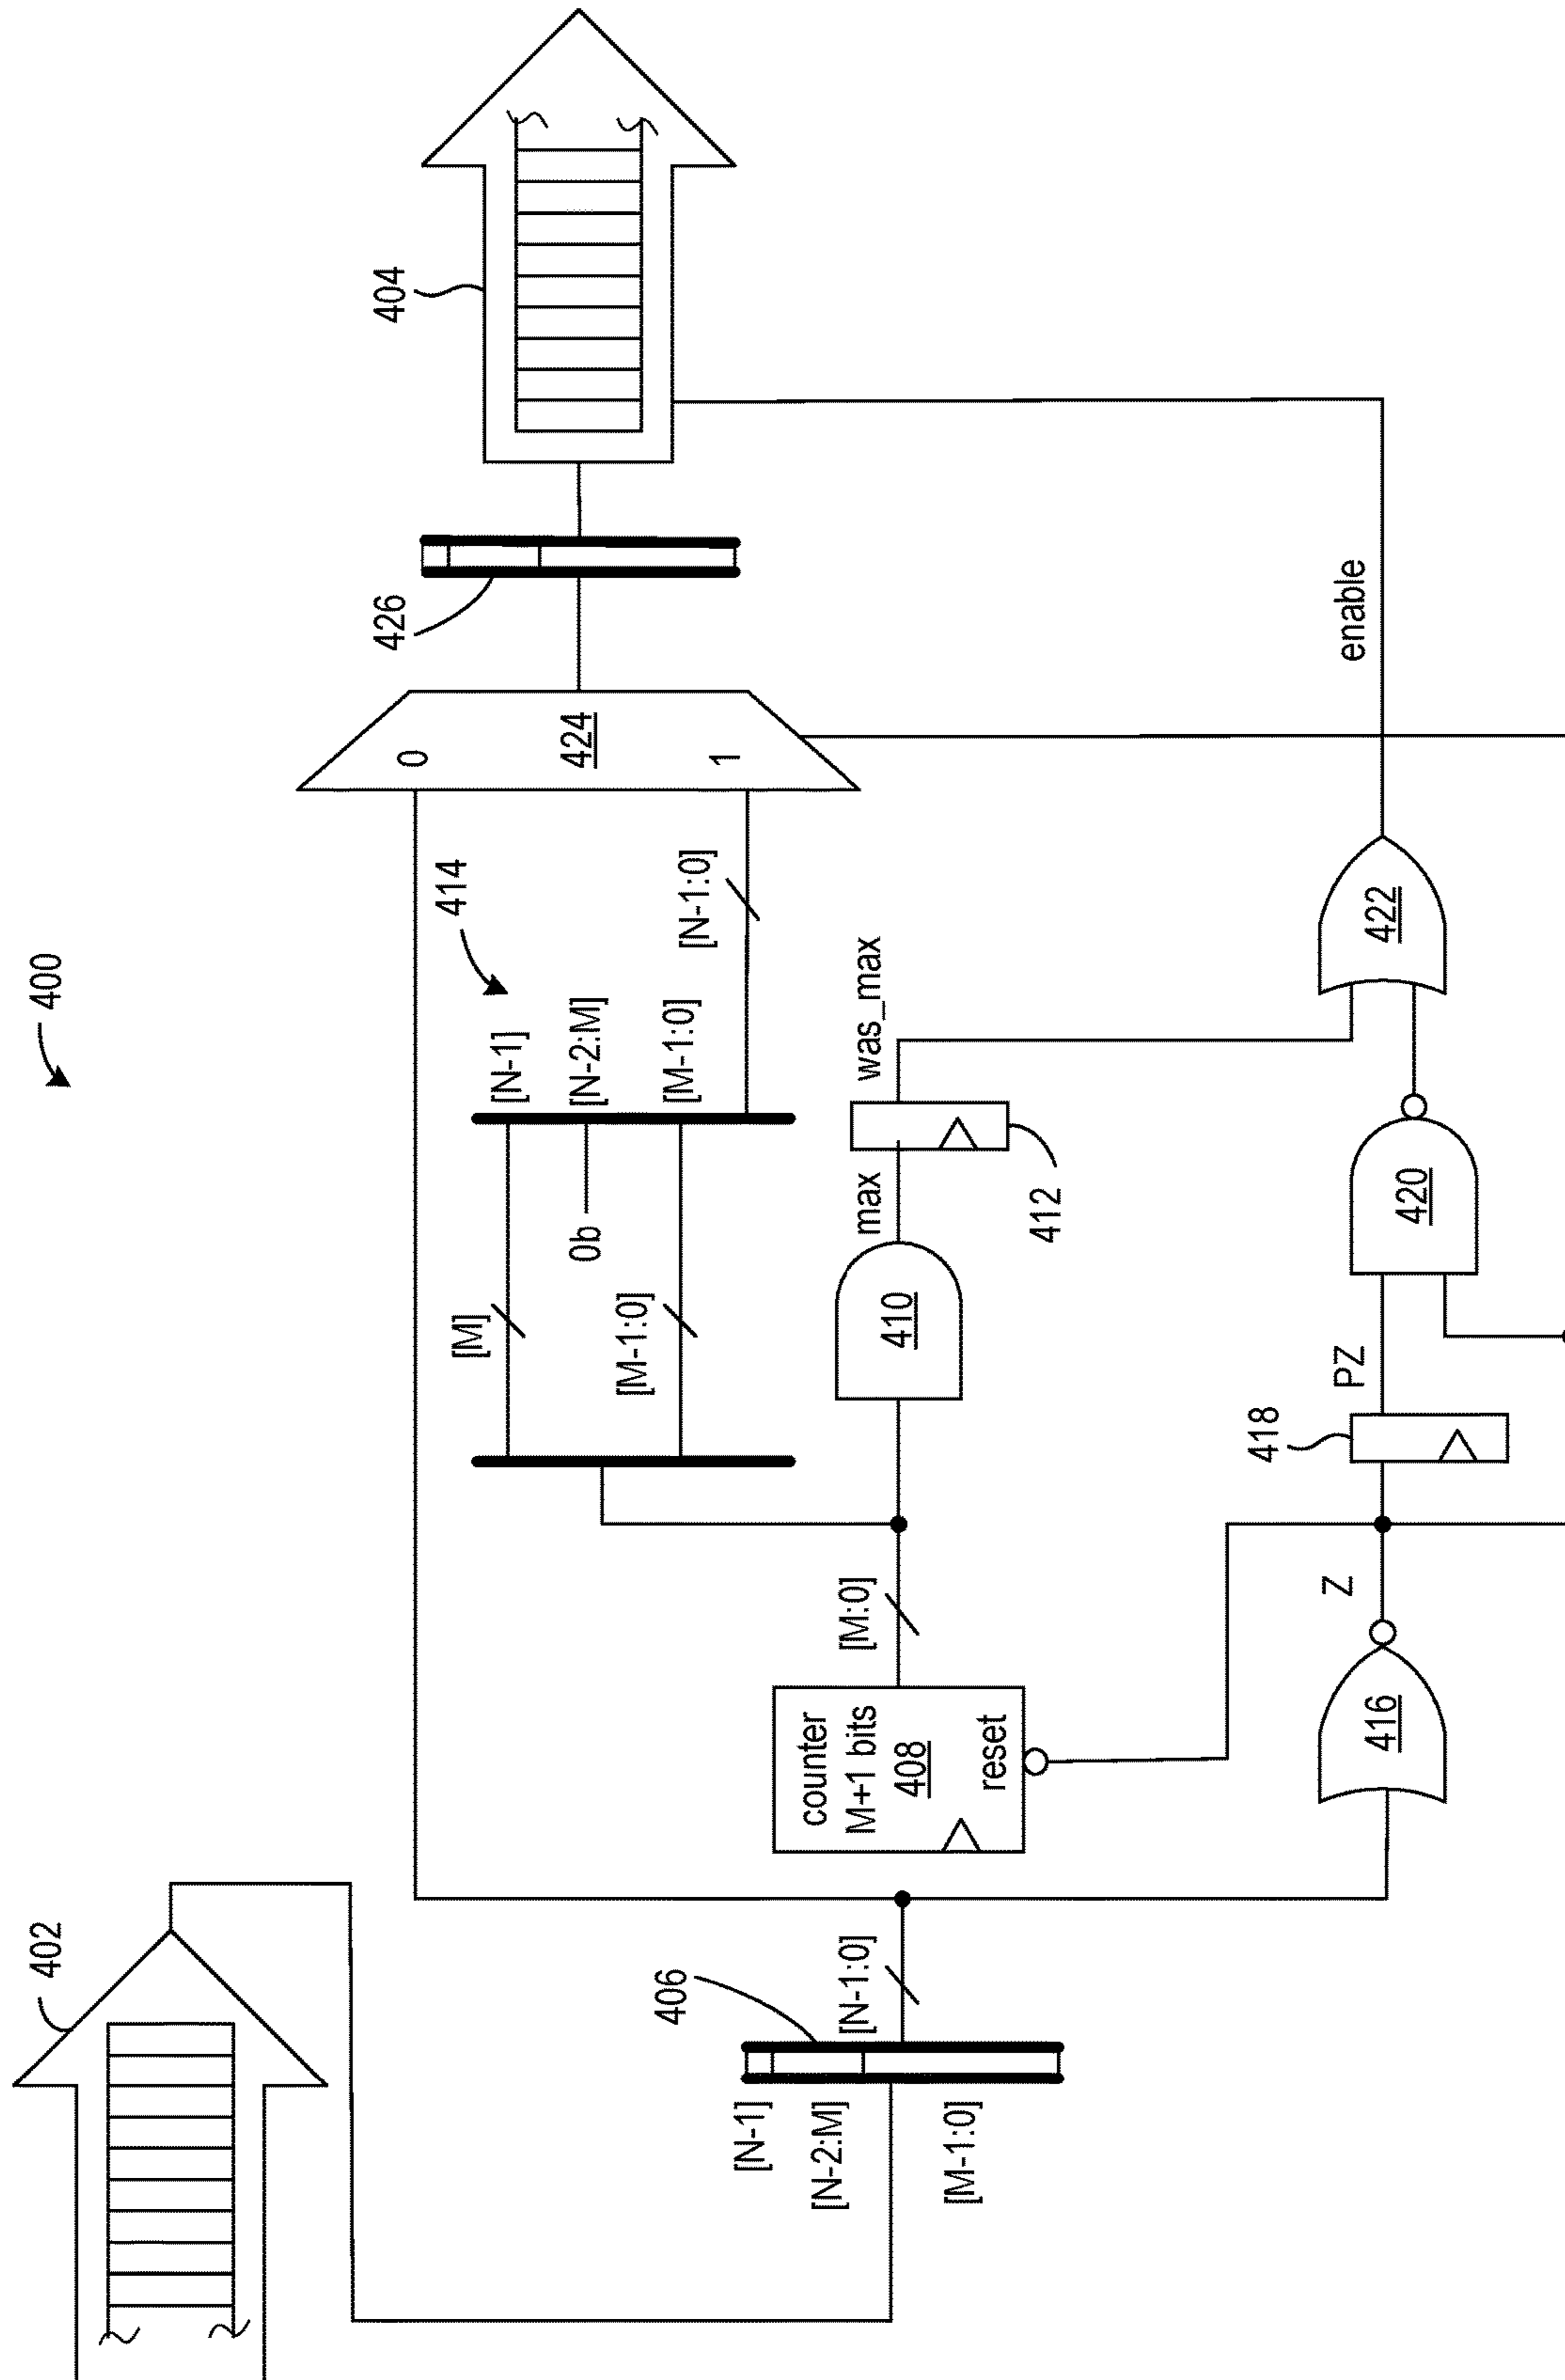 400
402
404
406
[N-1]
[N-2:M]
[M-1:0]
[N-1:0]
counter
M+1 bits
408
reset
[M:0]
[M]
0b
[M-1:0]
414
[N-1]
[N-2:M]
[M-1:0]
[N-1:0]
410
max
412
was_max
416
Z
418
PZ
420
422
enable
0
424
1
426